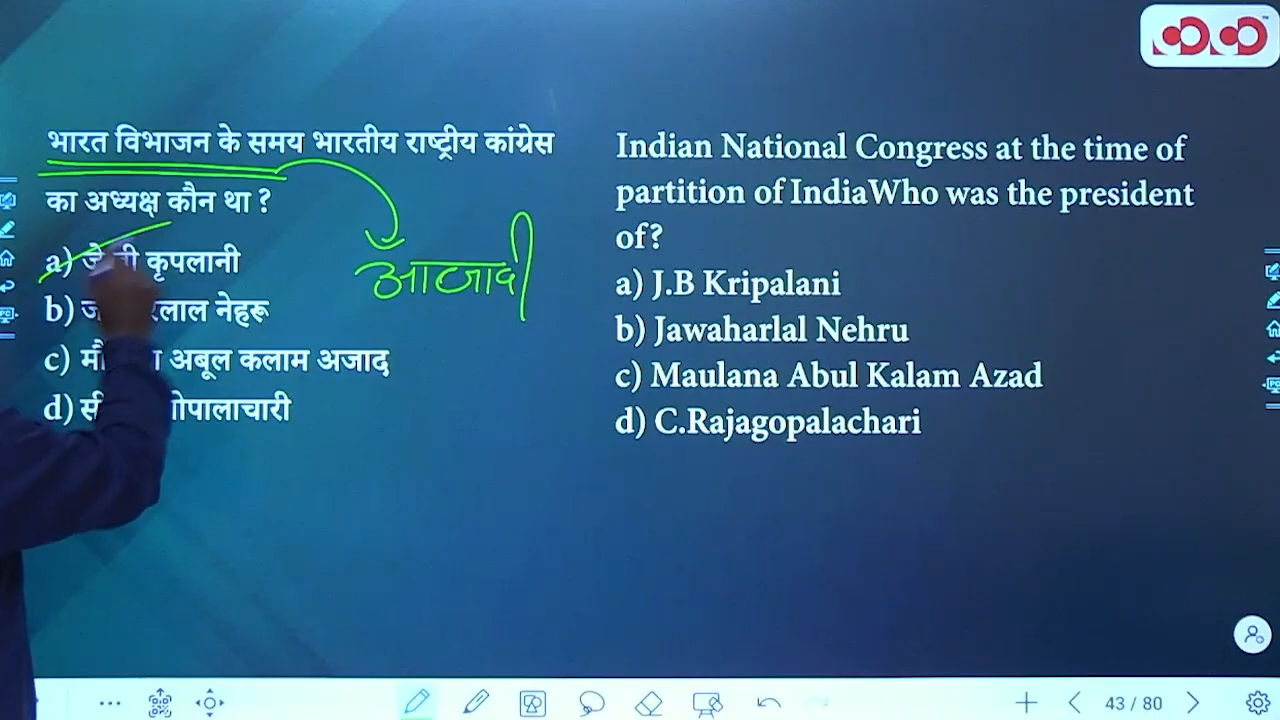 भारत विभाजन के समय भारतीय राष्ट्रीय कांग्रेस
का अध्यक्ष कौन था ?
a) कृपलानी
b) नेहरू
c) अबूल कलाम अजाद
d)
आजादी
Indian National Congress at the time of
partition of IndiaWho was the president
of?
a) J.B Kripalani
b) Jawaharlal Nehru
c) Maulana Abul Kalam Azad
d) C.Rajagopalachari
43 / 80